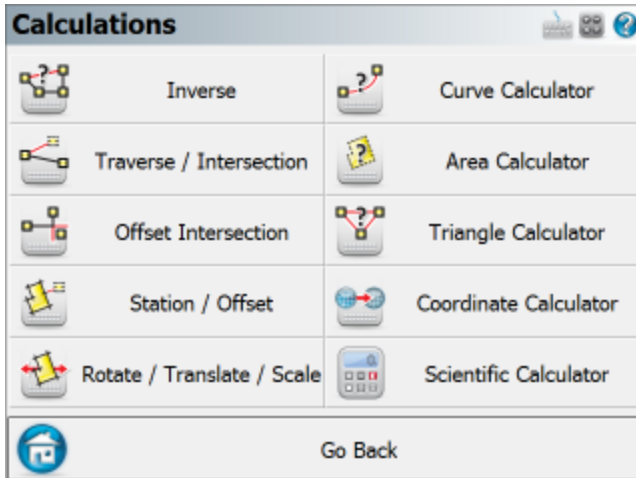 Calculations
Inverse
Curve Calculator
Traverse / Intersection
Area Calculator
Offset Intersection
Triangle Calculator
Station / Offset
Coordinate Calculator
Rotate / Translate / Scale
Scientific Calculator
Go Back